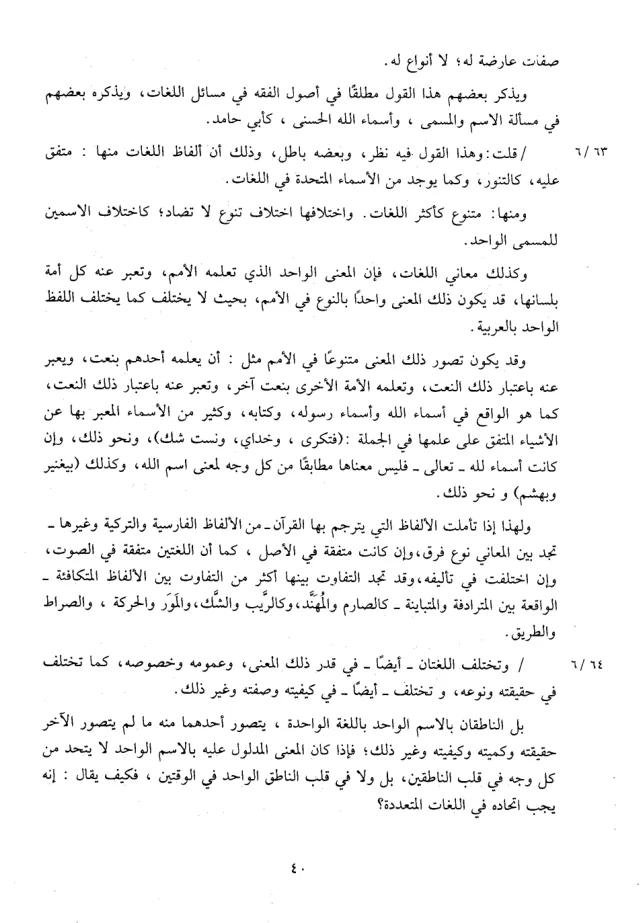 صفات عارضة له؛ لا أنواع له.
ويذكر بعضهم هذا القول مطلقًا في أصول الفقه في مسائل اللغات، ويذكره بعضهم
في مسألة الاسم والمسمى ، وأسماء الله الحسنى ، كأبي حامد.
٦/٦٣ / قلت: وهذا القول فيه نظر، وبعضه باطل، وذلك أن ألفاظ اللغات منها : متفق
عليه، كالتنور، وكما يوجد من الأسماء المتحدة في اللغات.
ومنها: متنوع كأكثر اللغات. واختلافها اختلاف تنوع لا تضاد؛ كاختلاف الاسمين
للمسمى الواحد.
وكذلك معاني اللغات، فإن المعنى الواحد الذي تعلمه الأمم، وتعبر عنه كل أمة
بلسانها، قد يكون ذلك المعنى واحدًا بالنوع في الأمم، بحيث لا يختلف كما يختلف اللفظ
الواحد بالعربية.
وقد يكون تصور ذلك المعنى متنوعًا في الأمم مثل : أن يعلمه أحدهم بنعت، ويعبر
عنه باعتبار ذلك النعت، وتعلمه الأمة الأخرى بنعت آخر، وتعبر عنه باعتبار ذلك النعت،
كما هو الواقع في أسماء الله وأسماء رسوله، وكتابه، وكثير من الأسماء المعبر بها عن
الأشياء المتفق على علمها في الجملة :(فتكرى ، وخداي، ونست شك)، ونحو ذلك، وإن
كانت أسماء لله ـ تعالى ـ فليس معناها مطابقًا من كل وجه لمعنى اسم الله، وكذلك (بيغنير
وبهشم) و نحو ذلك.
ولهذا إذا تأملت الألفاظ التي يترجم بها القرآن ـ من الألفاظ الفارسية والتركية وغيرها ـ
تجد بين المعاني نوع فرق، وإن كانت متفقة في الأصل ، كما أن اللغتين متفقة في الصوت،
وإن اختلفت في تأليفه، وقد تجد التفاوت بينها أكثر من التفاوت بين الألفاظ المتكافئة ـ
الواقعة بين المترادفة والمتباينة ـ كالصارم والمُهَنَّد، وكالرَّيب والشَّك، والمَوَر والحركة ، والصراط
والطريق.
٦/٦٤ / وتختلف اللغتان ـ أيضًا ـ في قدر ذلك المعنى، وعمومه وخصوصه، كما تختلف
في حقيقته ونوعه، و تختلف ـ أيضًا ـ في كيفيته وصفته وغير ذلك.
بل الناطقان بالاسم الواحد باللغة الواحدة ، يتصور أحدهما منه ما لم يتصور الآخر
حقيقته وكميته وكيفيته وغير ذلك؛ فإذا كان المعنى المدلول عليه بالاسم الواحد لا يتحد من
كل وجه في قلب الناطقين، بل ولا في قلب الناطق الواحد في الوقتين ، فكيف يقال : إنه
يجب اتحاده في اللغات المتعددة؟
٤٠